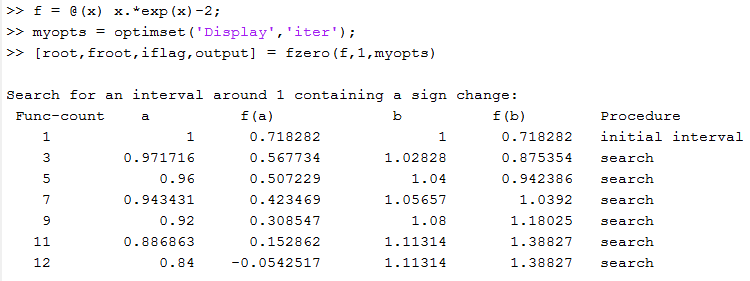 >> f = @(x) x.*exp(x)-2;
>> myopts = optimset('Display','iter');
>> [root,froot,iflag,output] = fzero(f,1,myopts)
Search for an interval around 1 containing a sign change:
Func-count a f(a) b f(b) Procedure
1 1 0.718282 1 0.718282 initial interval
3 0.971716 0.567734 1.02828 0.875354 search
5 0.96 0.507229 1.04 0.942386 search
7 0.943431 0.423469 1.05657 1.0392 search
9 0.92 0.308547 1.08 1.18025 search
11 0.886863 0.152862 1.11314 1.38827 search
12 0.84 -0.0542517 1.11314 1.38827 search